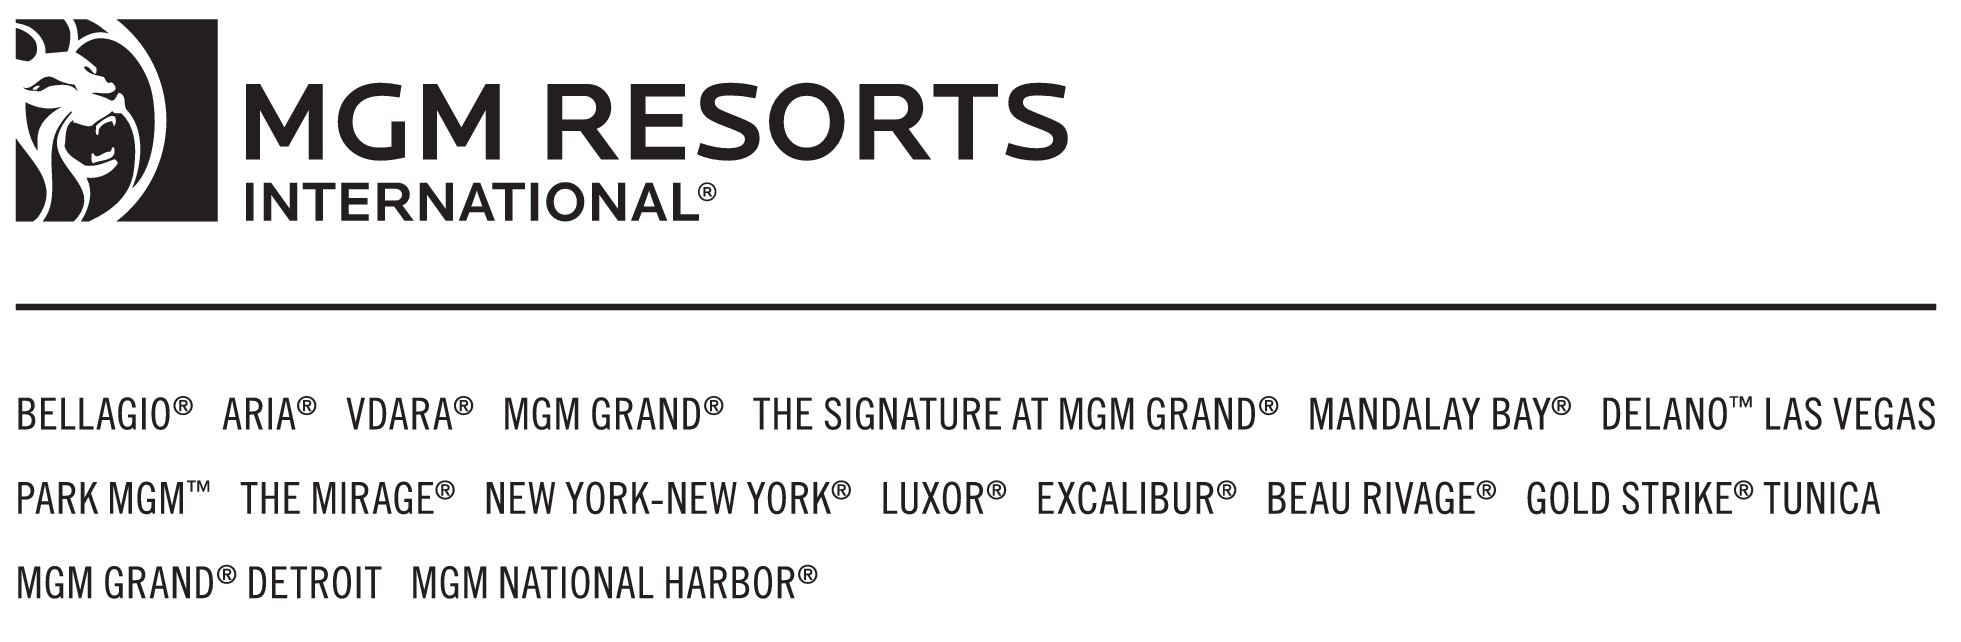 MGM RESORTS
INTERNATIONAL®
BELLAGIO® ARIA® VDARA® MGM GRAND® THE SIGNATURE AT MGM GRAND® MANDALAY BAY® DELANO™ LAS VEGAS
PARK MGM™ THE MIRAGE® NEW YORK-NEW YORK® LUXOR® EXCALIBUR® BEAU RIVAGE® GOLD STRIKE® TUNICA
MGM GRAND® DETROIT MGM NATIONAL HARBOR®